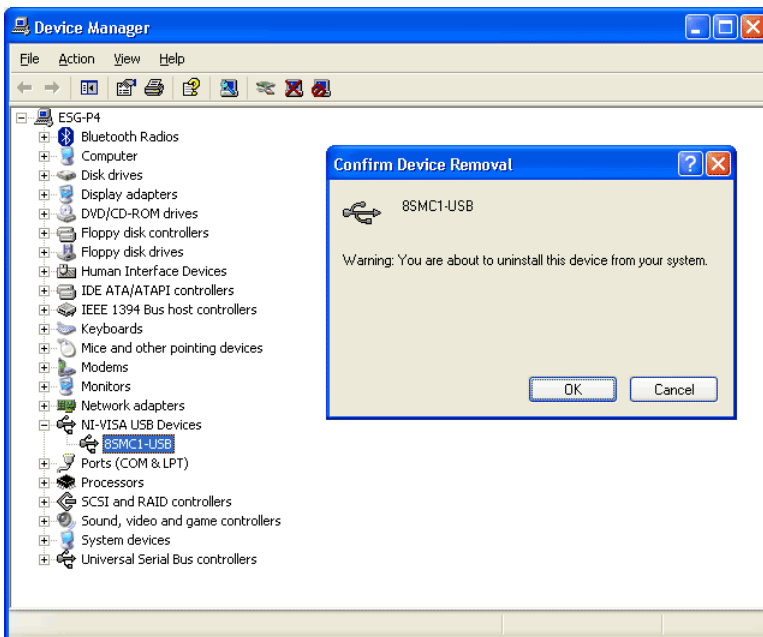 Device Manager
File Action View Help
ESG-P4
Bluetooth Radios
Computer
Disk drives
Display adapters
DVD/CD-ROM drives
Floppy disk controllers
Floppy disk drives
Human Interface Devices
IDE ATA/ATAPI controllers
IEEE 1394 Bus host controllers
Keyboards
Mice and other pointing devices
Modems
Monitors
Network adapters
NI-VISA USB Devices
8SMC1-USB
Ports (COM & LPT)
Processors
SCSI and RAID controllers
Sound, video and game controllers
System devices
Universal Serial Bus controllers
Confirm Device Removal
8SMC1-USB
Warning: You are about to uninstall this device from your system.
OK Cancel